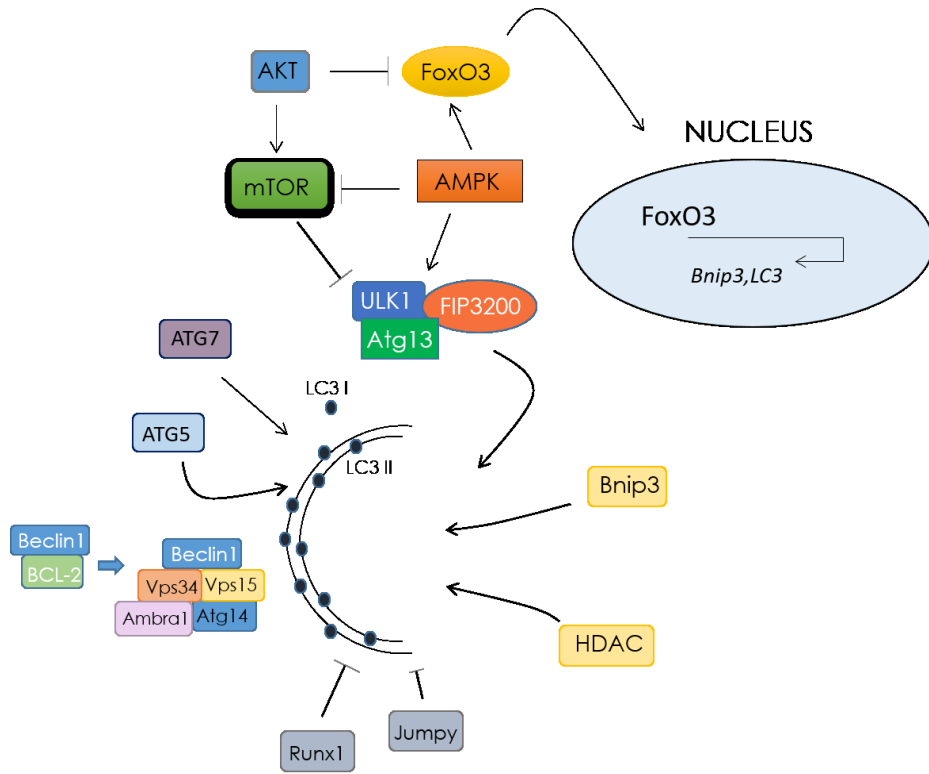 AKT
FoxO3
NUCLEUS
mTOR
AMPK
FoxO3
Bnip3,LC3
ULK1
FIP3200
Atg13
ATG7
LC3 I
ATG5
LC3 II
Bnip3
Beclin1
BCL-2
Beclin1
Vps34
Vps15
Ambra1
Atg14
HDAC
Runx1
Jumpy